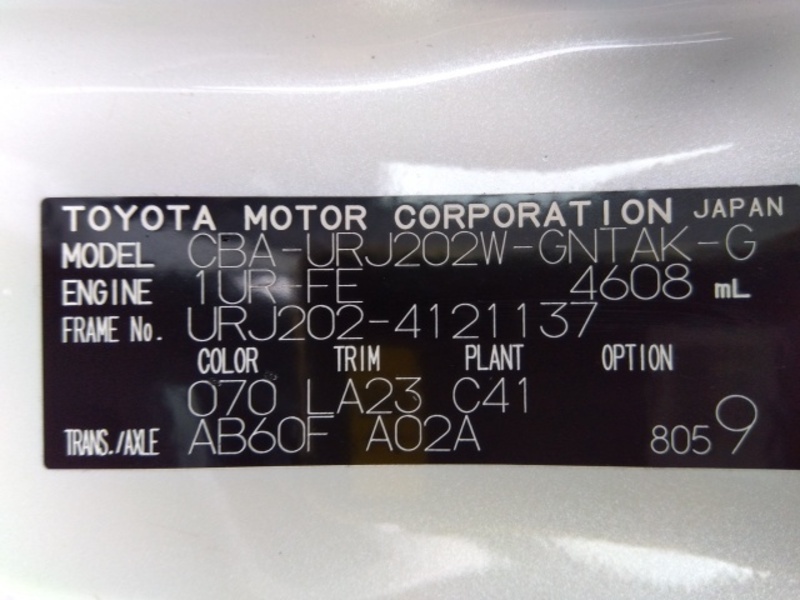 TOYOTA MOTOR CORPORATION JAPAN
MODEL CBA-URJ202W-GNTAK-G
ENGINE 1UR-FE 4608 mL
FRAME No. URJ202-4121137
COLOR TRIM PLANT OPTION
070 LA23 C41
TRANS./AXLE AB60F A02A 8059